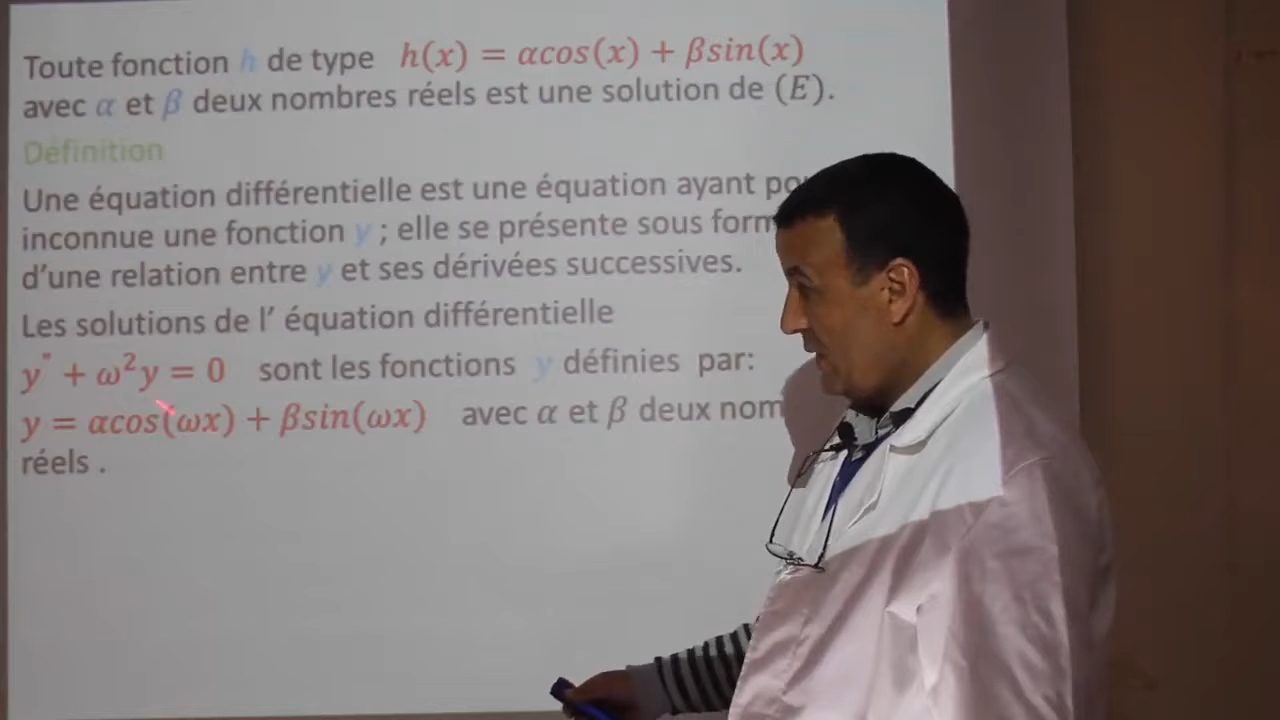 Toute fonction h de type h(x) = αcos(x) + βsin(x)
avec α et β deux nombres réels est une solution de (E).
Définition
Une équation différentielle est une équation ayant
inconnue une fonction y ; elle se présente sous
d'une relation entre y et ses dérivées successives.
Les solutions de l' équation différentielle
y" + ω²y = 0 sont les fonctions y définies par:
y = αcos(ωx) + βsin(ωx) avec α et β deux
réels .